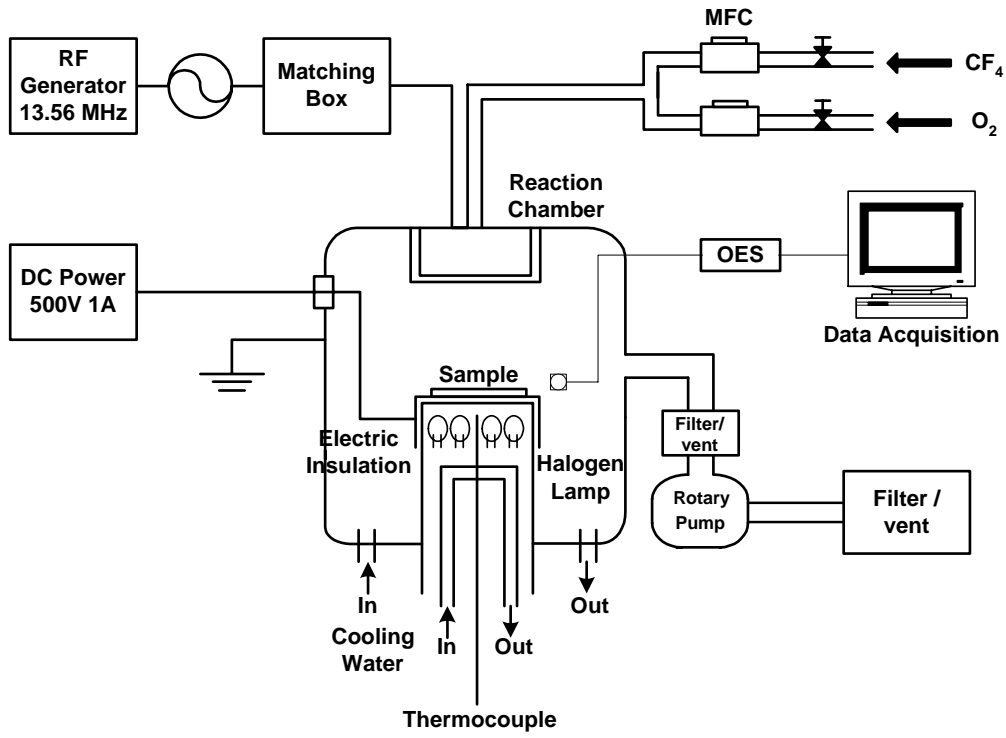 MFC
RF
Generator
13.56 MHz
Matching
Box
CF4
O2
Reaction
Chamber
OES
DC Power
500V 1A
Data Acquisition
Sample
Electric
Insulation
Halogen
Lamp
Filter/
vent
Rotary
Pump
Filter /
vent
In
Cooling
Water
In
Out
Out
Thermocouple